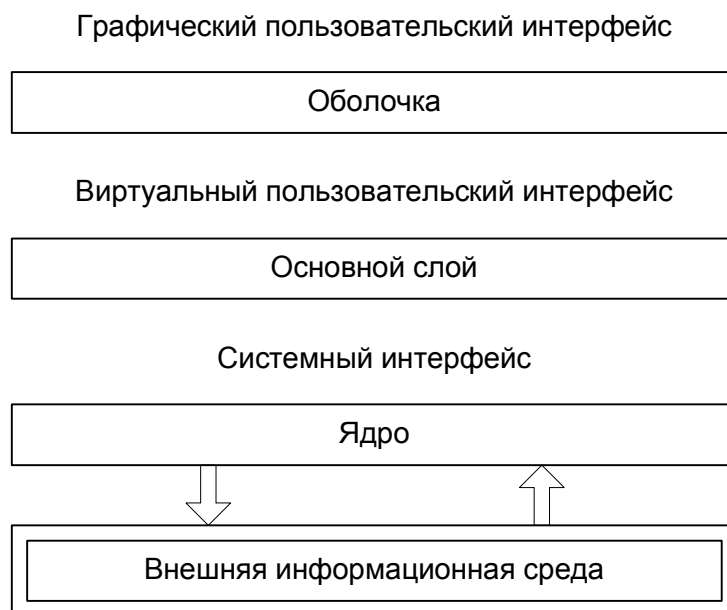 Графический пользовательский интерфейс
Оболочка
Виртуальный пользовательский интерфейс
Основной слой
Системный интерфейс
Ядро
Внешняя информационная среда